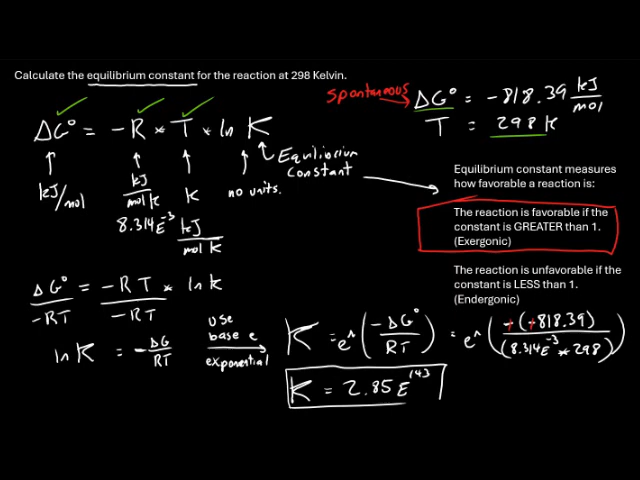 Calculate the equilibrium constant for the reaction at 298 Kelvin.
Spontaneous
ΔG° = -818.39 kJ/mol
T = 298 K
ΔG° = -R * T * ln K
Equilibrium
Constant
kJ/mol
kJ/mol K
K
no units.
8.314E^-3 kJ/mol K
Equilibrium constant measures
how favorable a reaction is:
The reaction is favorable if the
constant is GREATER than 1.
(Exergonic)
The reaction is unfavorable if the
constant is LESS than 1.
(Endergonic)
ΔG°/-RT = -RT/-RT * ln K
ln K = -ΔG/RT
use
base e
exponential
K = e^(-ΔG°/RT) = e^(-(-818.39)/(8.314E^-3 * 298))
K = 2.85E^143